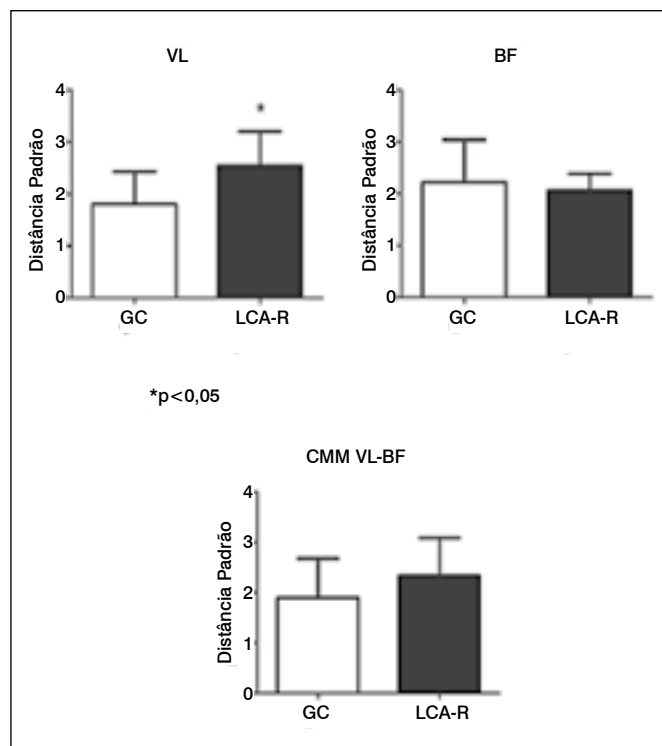 VL
4
3
2
1
0
Distância Padrão
*
GC
LCA-R
BF
4
3
2
1
0
Distância Padrão
GC
LCA-R
*p<0,05
CMM VL-BF
4
3
2
1
0
Distância Padrão
GC
LCA-R